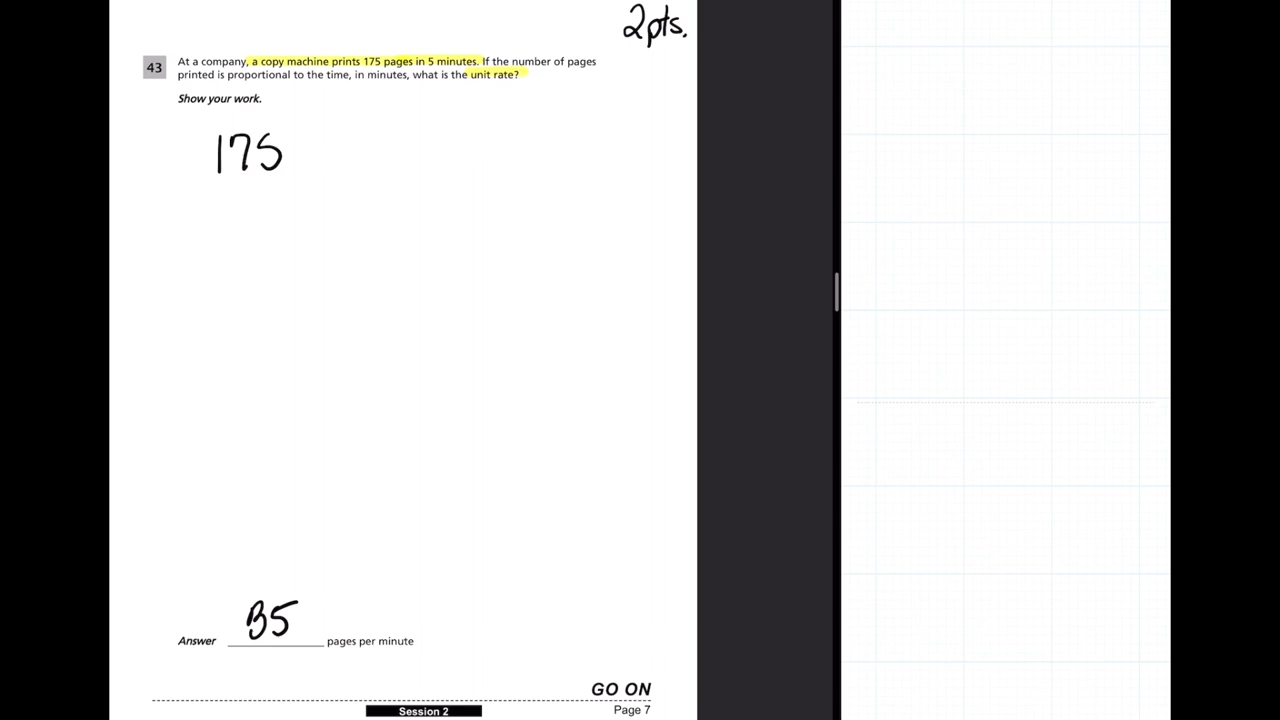 2pts.
43 At a company, a copy machine prints 175 pages in 5 minutes. If the number of pages
printed is proportional to the time, in minutes, what is the unit rate?
Show your work.
175
35
Answer ____________ pages per minute
GO ON
Session 2
Page 7